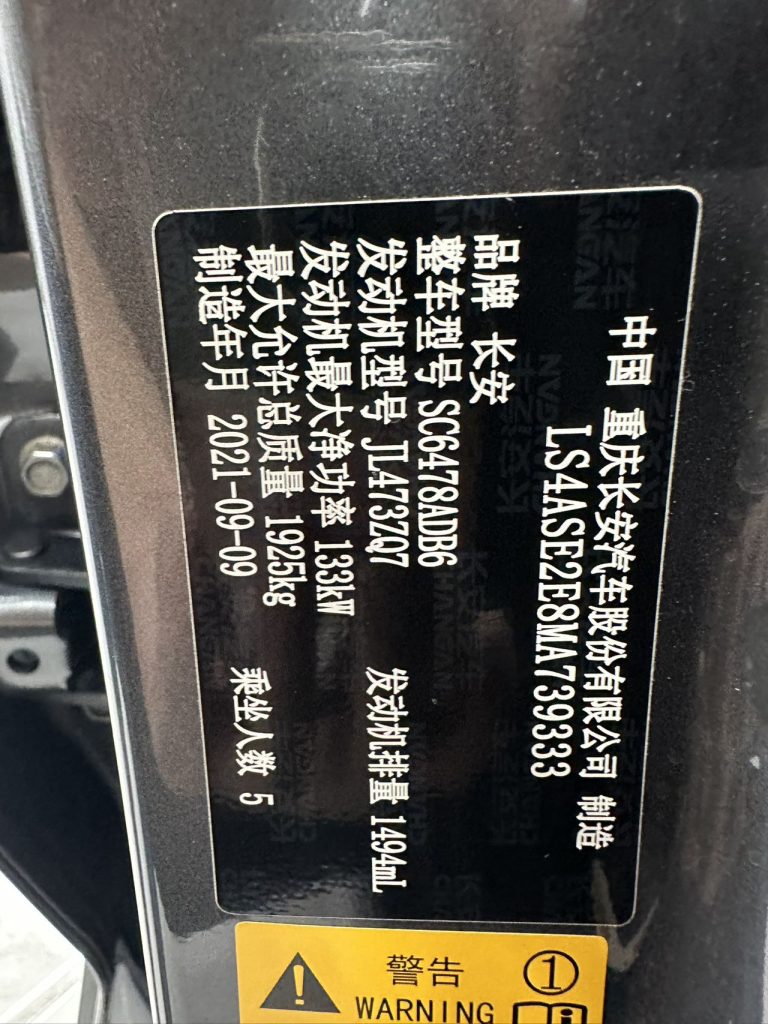 中国 重庆长安汽车股份有限公司 制造
LS4ASE2E8MA739333
品牌 长安
整车型号 SC6478ADB6
发动机型号 JL473ZQ7 发动机排量 1494mL
发动机最大净功率 133kW
最大允许总质量 1925kg
制造年月 2021-09-09 乘坐人数 5
警告 1
WARNING